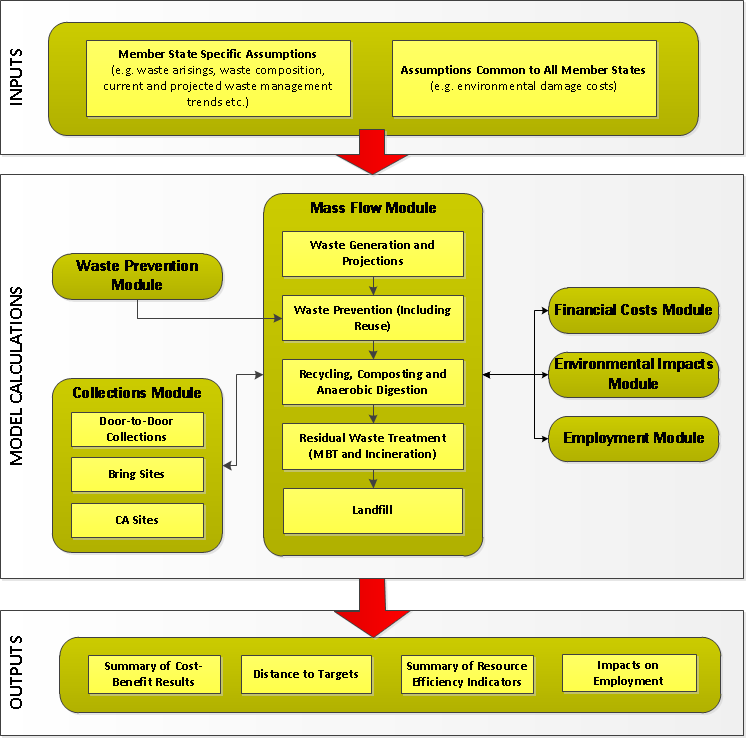 INPUTS
Member State Specific Assumptions
(e.g. waste arisings, waste composition,
current and projected waste management
trends etc.)
Assumptions Common to All Member States
(e.g. environmental damage costs)
MODEL CALCULATIONS
Mass Flow Module
Waste Generation and
Projections
Waste Prevention (Including
Reuse)
Recycling, Composting and
Anaerobic Digestion
Residual Waste Treatment
(MBT and Incineration)
Landfill
Waste Prevention
Module
Collections Module
Door-to-Door
Collections
Bring Sites
CA Sites
Financial Costs Module
Environmental Impacts
Module
Employment Module
OUTPUTS
Summary of Cost-
Benefit Results
Distance to Targets
Summary of Resource
Efficiency Indicators
Impacts on
Employment